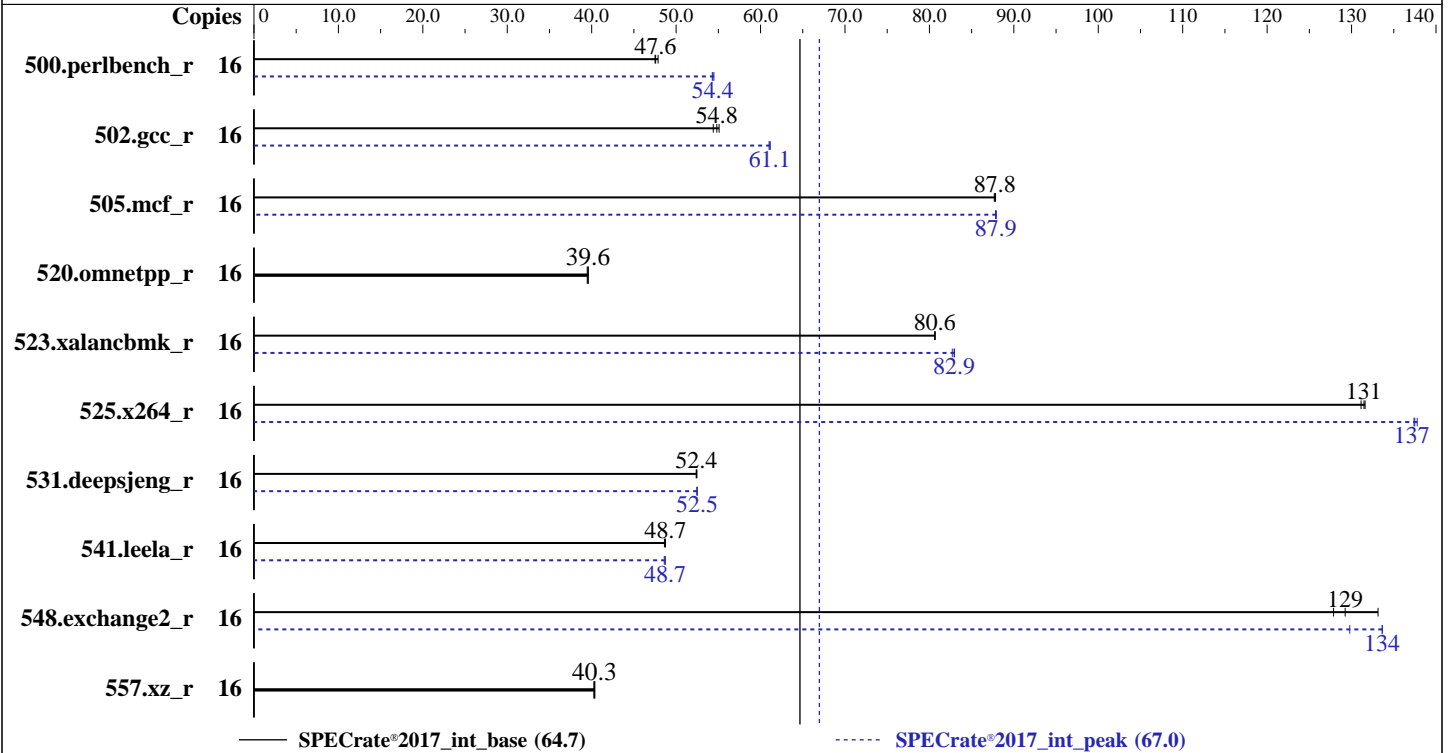 Copies 0 10.0 20.0 30.0 40.0 50.0 60.0 70.0 80.0 90.0 100 110 120 130 140
47.6
500.perlbench_r 16
54.4
54.8
502.gcc_r 16
61.1
87.8
505.mcf_r 16
87.9
39.6
520.omnetpp_r 16
80.6
523.xalancbmk_r 16
82.9
131
525.x264_r 16
137
52.4
531.deepsjeng_r 16
52.5
48.7
541.leela_r 16
48.7
129
548.exchange2_r 16
134
40.3
557.xz_r 16
SPECrate®2017_int_base (64.7) SPECrate®2017_int_peak (67.0)